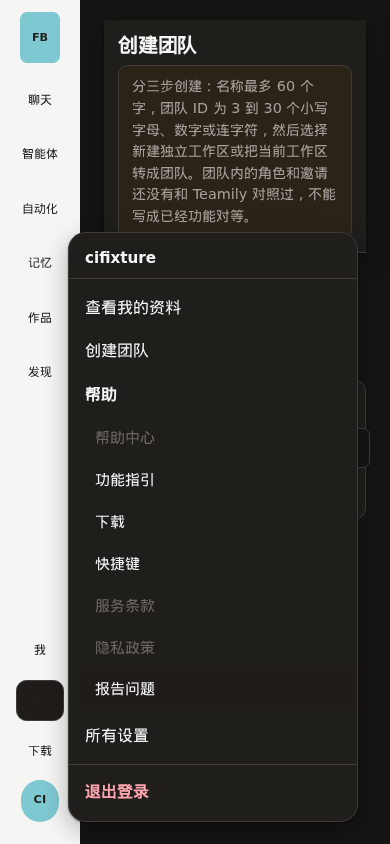 FB
聊天
智能体
自动化
记忆
作品
发现
我
下载
CI
创建团队
分三步创建：名称最多 60 个
字，团队 ID 为 3 到 30 个小写
字母、数字或连字符，然后选择
新建独立工作区或把当前工作区
转成团队。团队内的角色和邀请
还没有和 Teamily 对照过，不能
写成已经功能对等。
cifixture
查看我的资料
创建团队
帮助
帮助中心
功能指引
下载
快捷键
服务条款
隐私政策
报告问题
所有设置
退出登录